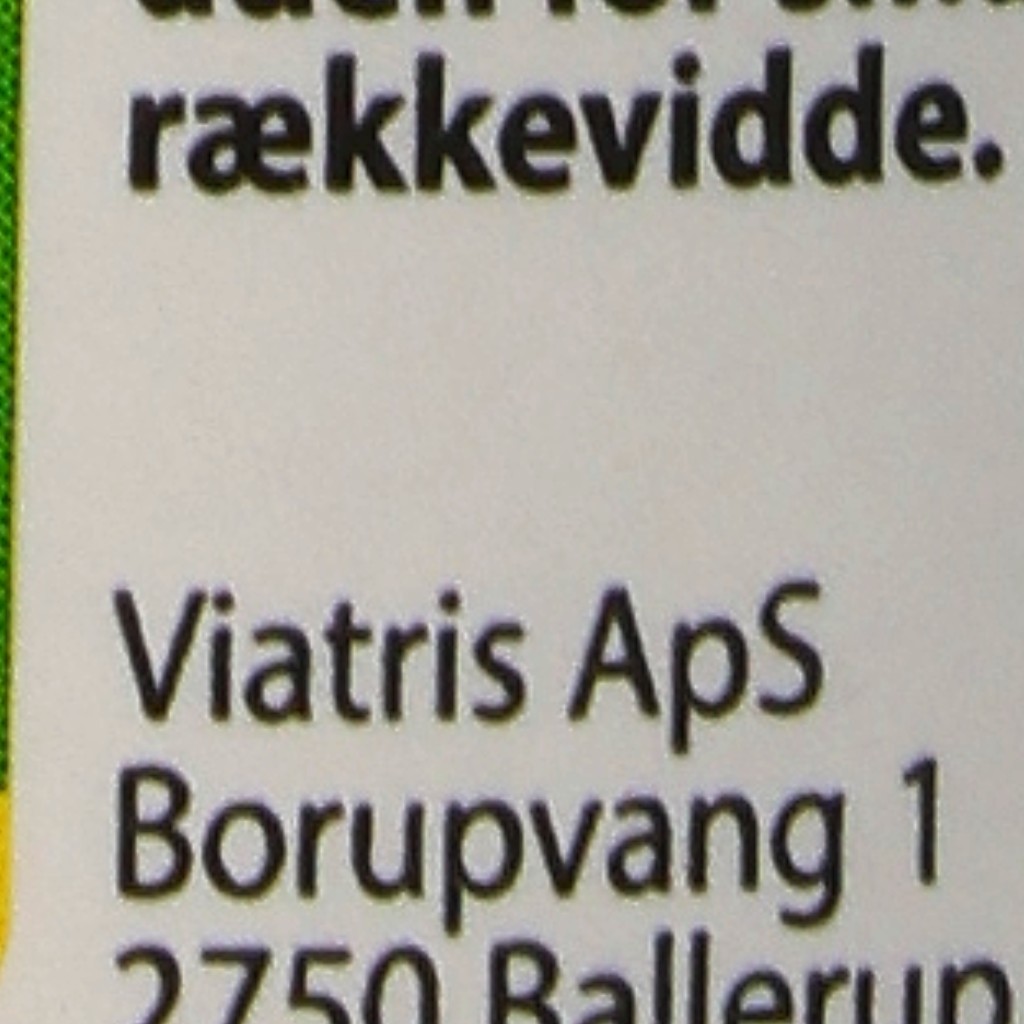 rækkevidde.
Viatris ApS
Borupvang 1
2750 Ballerup